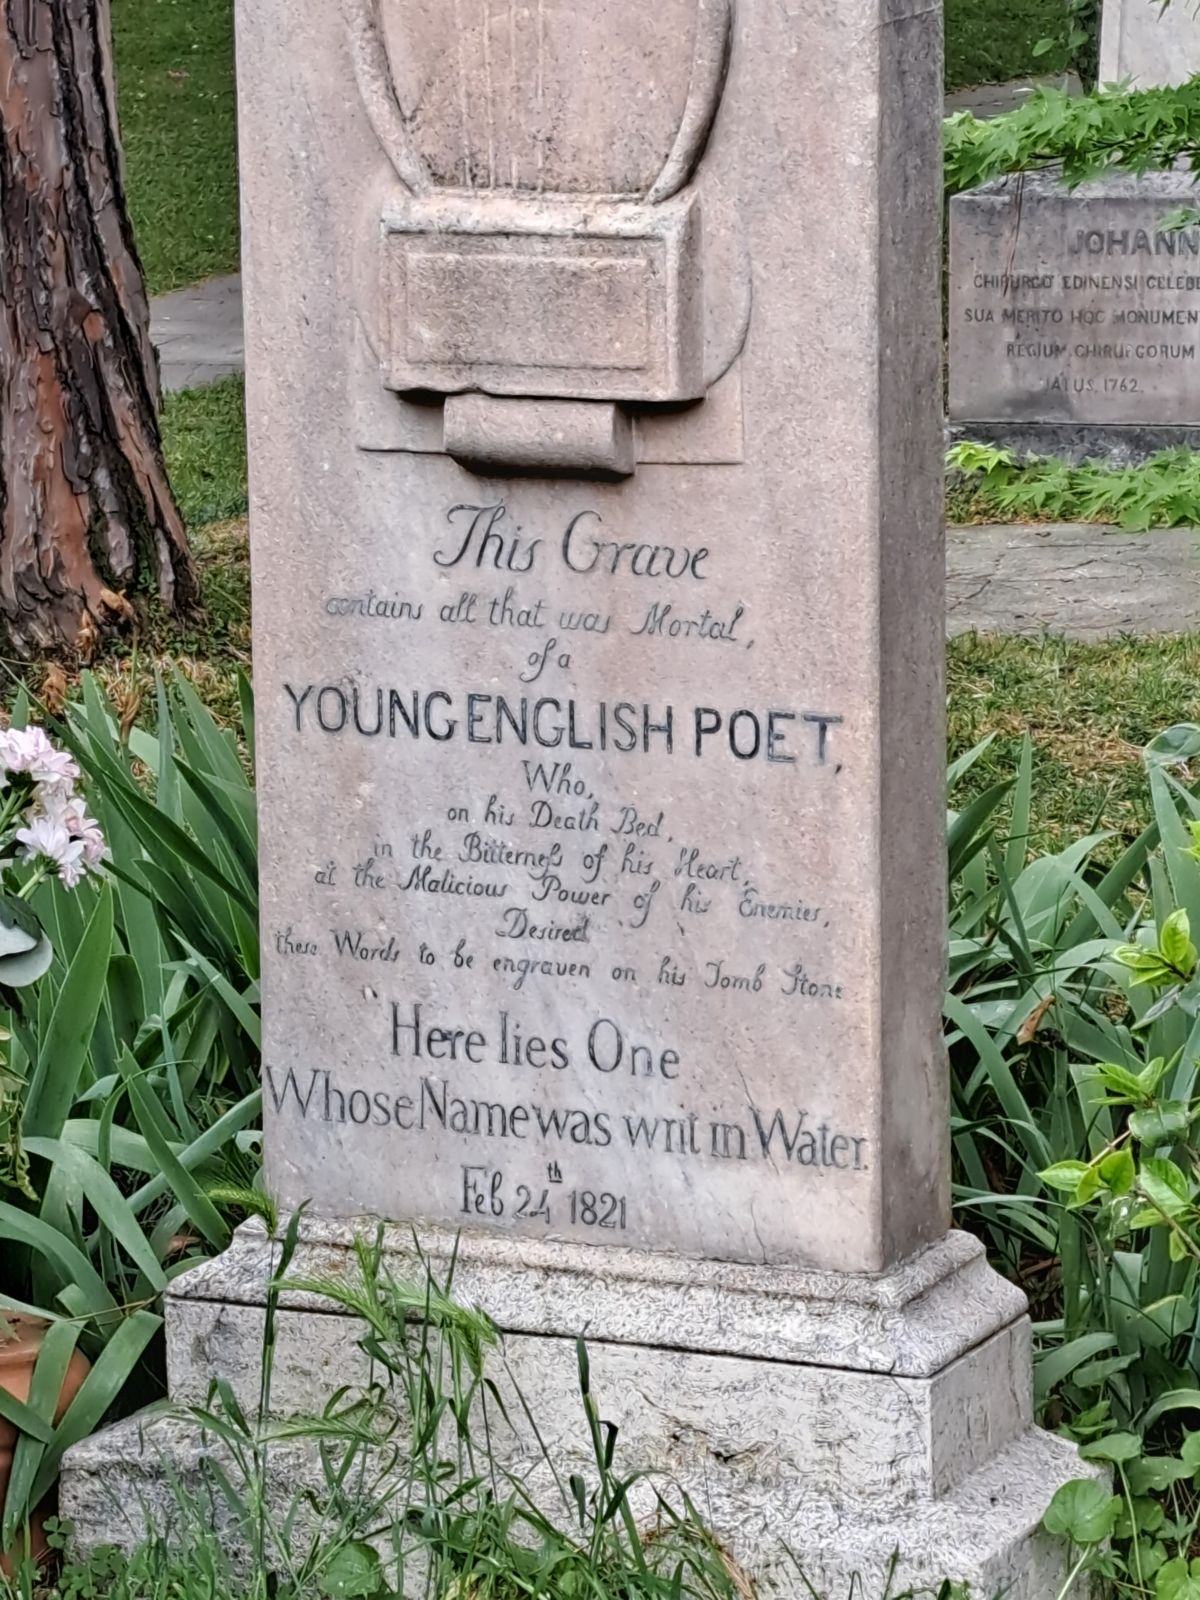 This Grave
contains all that was Mortal,
of a
YOUNG ENGLISH POET,
Who,
on his Death Bed,
in the Bitterneſs of his Heart,
at the Malicious Power of his Enemies,
Desired
these Words to be engraven on his Tomb Stone
Here lies One
Whose Name was writ in Water.
Feb 24th 1821
JOHANN
CHIRURGO EDINENSI CELEBE
SUA MERITO HOC MONUMEN
REGIUM CHIRURGORUM
1762.